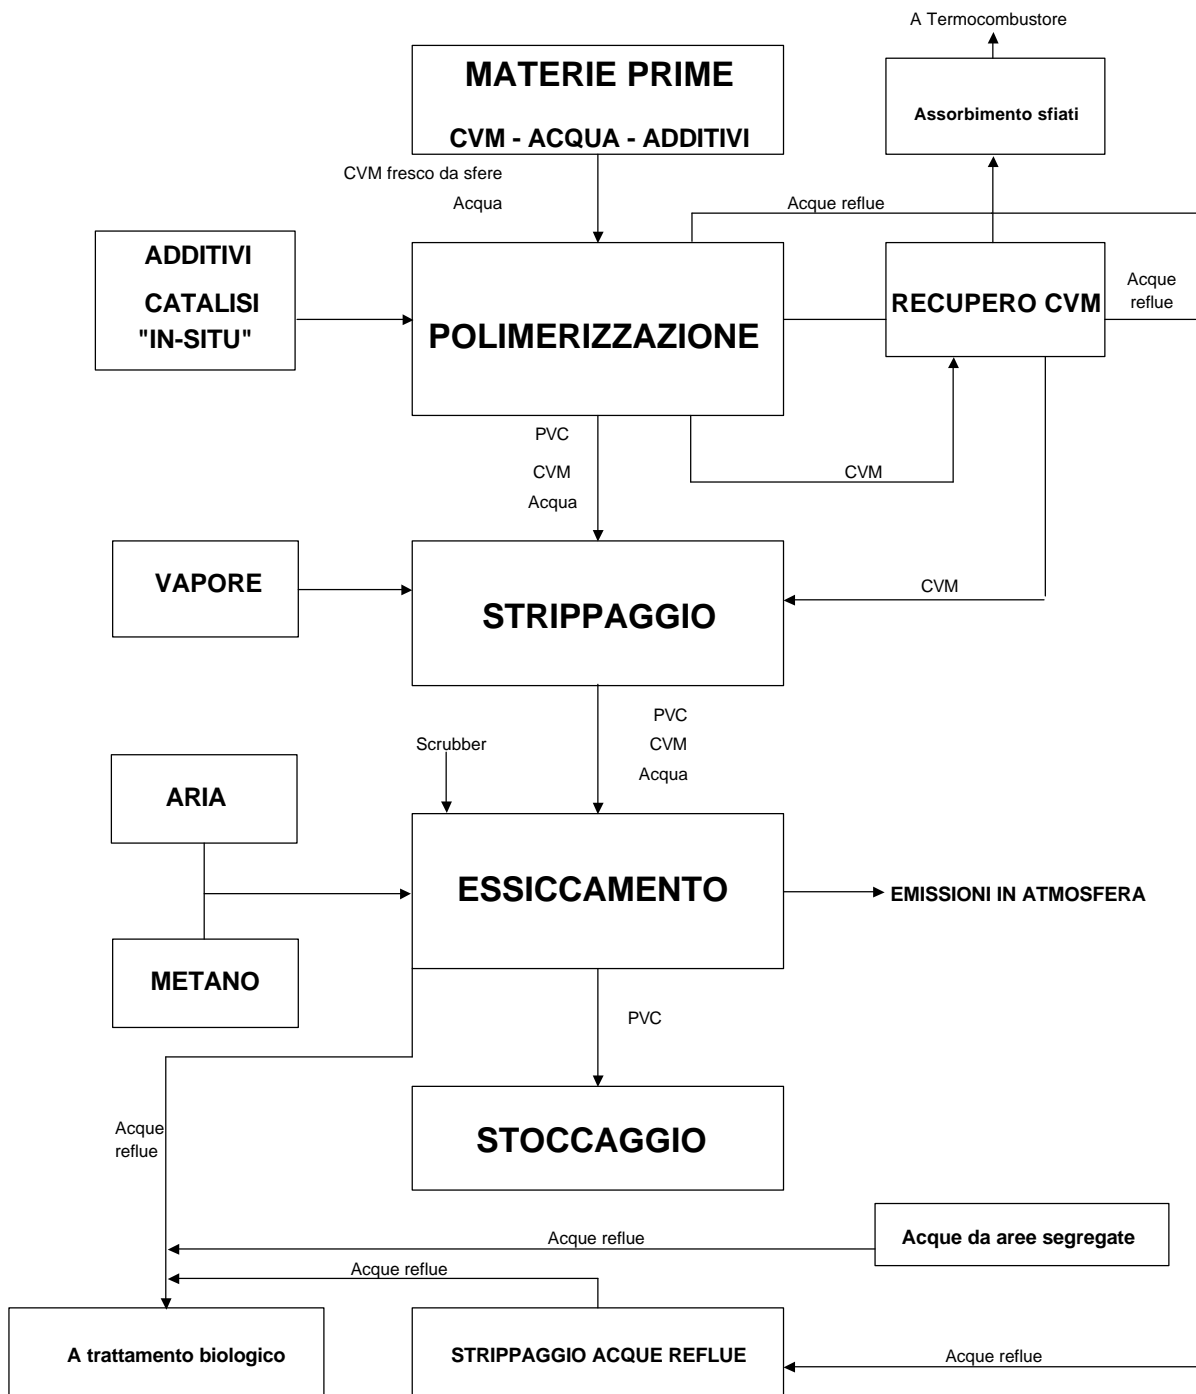 A Termocombustore
MATERIE PRIME
CVM - ACQUA - ADDITIVI
Assorbimento sfiati
CVM fresco da sfere
Acqua
Acque reflue
ADDITIVI
CATALISI
"IN-SITU"
POLIMERIZZAZIONE
RECUPERO CVM
Acque
reflue
PVC
CVM
Acqua
CVM
VAPORE
STRIPPAGGIO
CVM
PVC
CVM
Acqua
Scrubber
ARIA
ESSICCAMENTO
EMISSIONI IN ATMOSFERA
METANO
PVC
Acque
reflue
STOCCAGGIO
Acque reflue
Acque da aree segregate
Acque reflue
A trattamento biologico
STRIPPAGGIO ACQUE REFLUE
Acque reflue